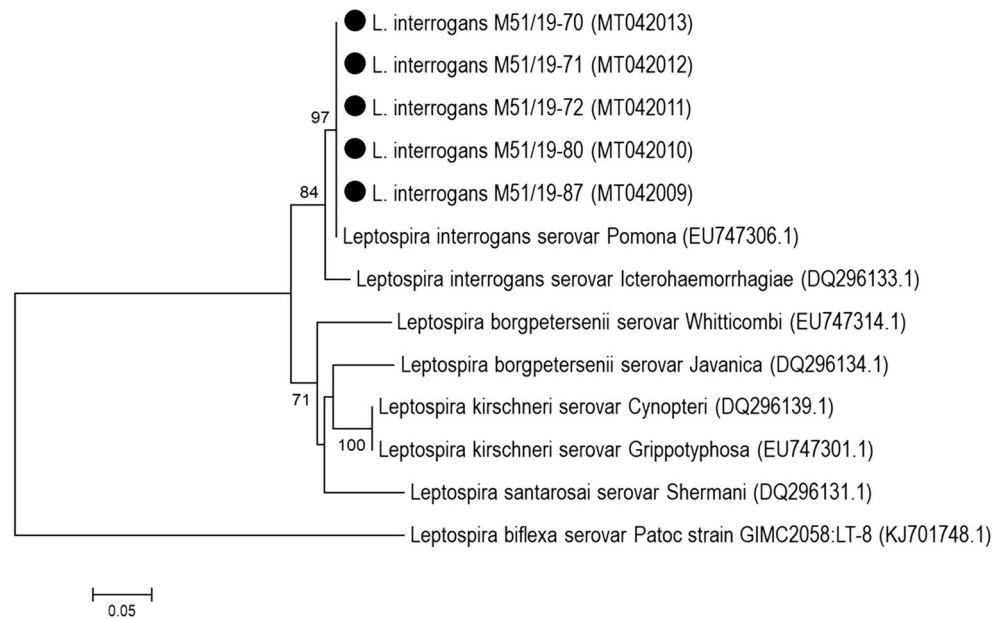 L. interrogans M51/19-70 (MT042013)
L. interrogans M51/19-71 (MT042012)
97
L. interrogans M51/19-72 (MT042011)
L. interrogans M51/19-80 (MT042010)
84
L. interrogans M51/19-87 (MT042009)
Leptospira interrogans serovar Pomona (EU747306.1)
Leptospira interrogans serovar Icterohaemorrhagiae (DQ296133.1)
Leptospira borgpetersenii serovar Whitticombi (EU747314.1)
Leptospira borgpetersenii serovar Javanica (DQ296134.1)
71
Leptospira kirschneri serovar Cynopteri (DQ296139.1)
100
Leptospira kirschneri serovar Grippotyphosa (EU747301.1)
Leptospira santarosai serovar Shermani (DQ296131.1)
Leptospira biflexa serovar Patoc strain GIMC2058:LT-8 (KJ701748.1)
0.05